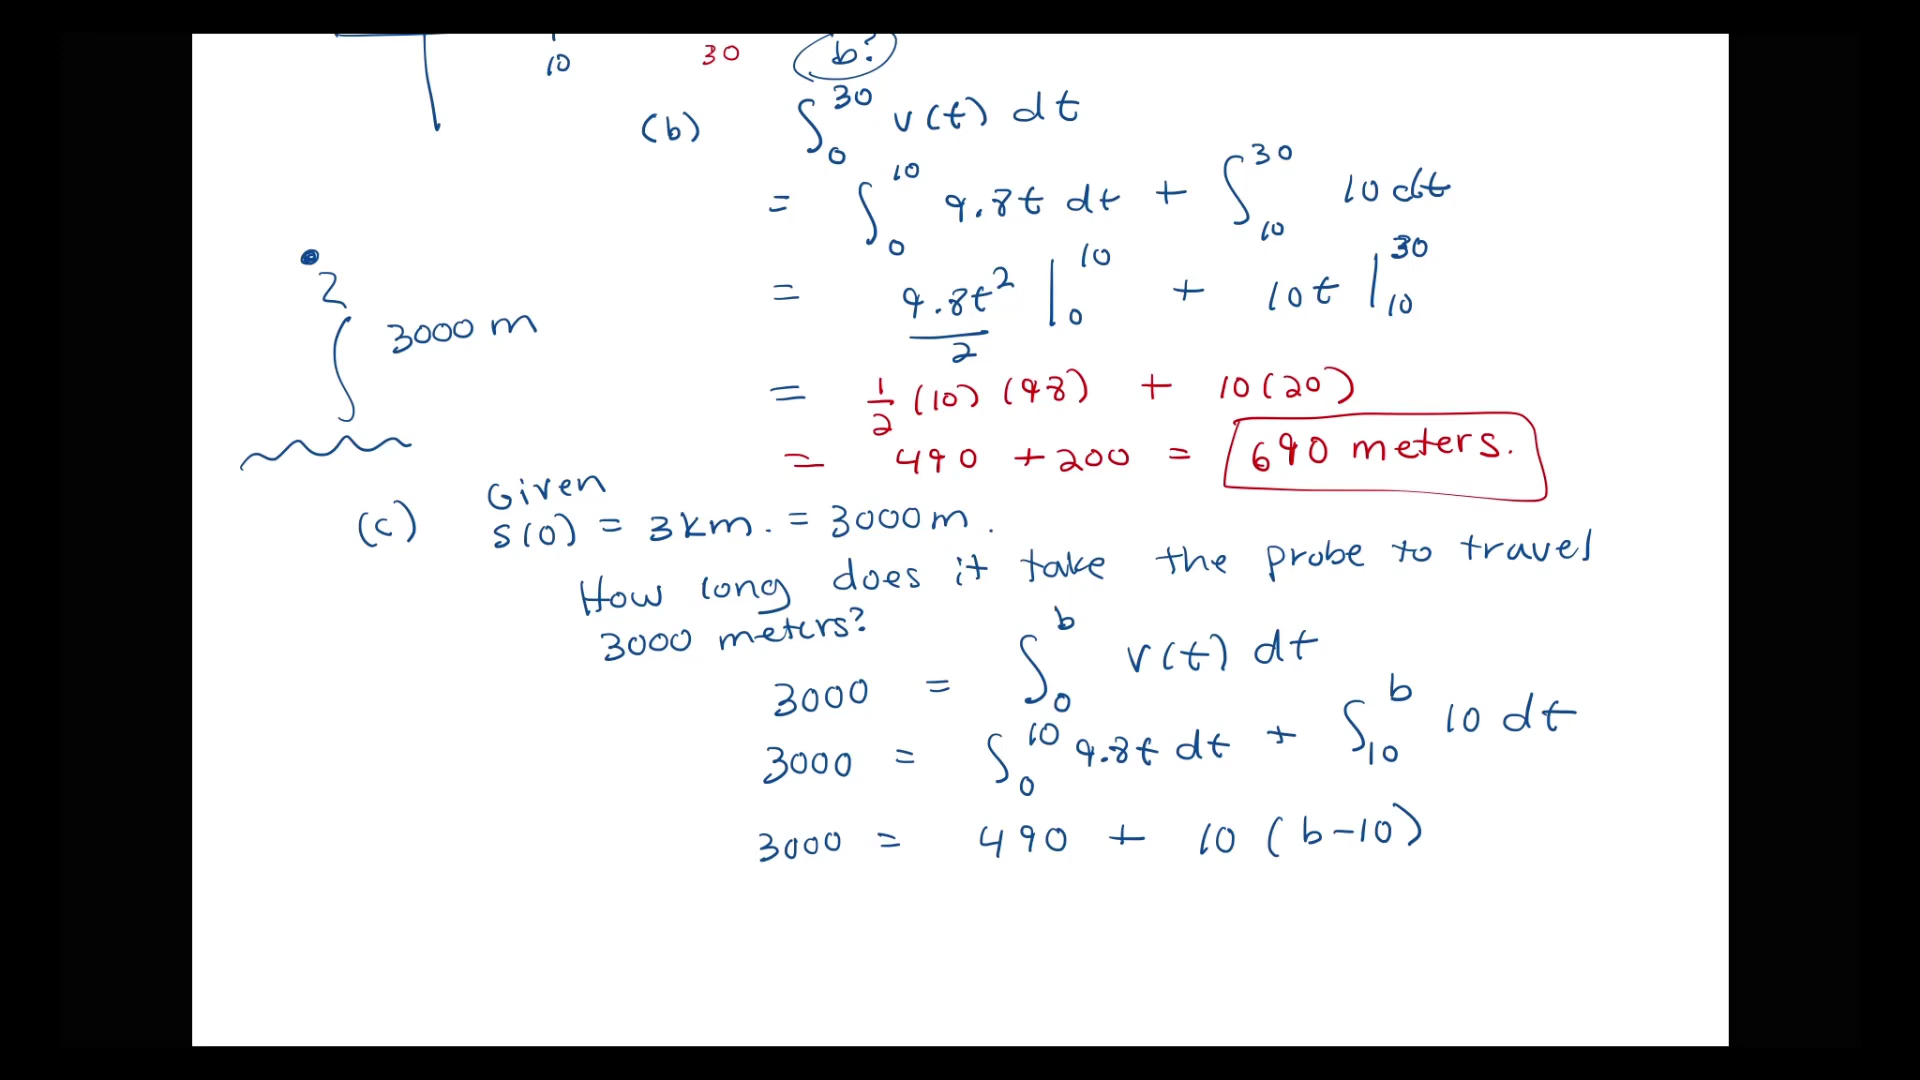 10 30 b?
(b) ∫₀³⁰ v(t) dt
= ∫₀¹⁰ 9.8t dt + ∫₁₀³⁰ 10 dt
= 9.8t²/2 |₀¹⁰ + 10t |₁₀³⁰
3000 m
= 1/2 (10) (98) + 10(20)
= 490 + 200 = 690 meters.
(c) Given
s(0) = 3 km. = 3000 m.
How long does it take the probe to travel
3000 meters?
3000 = ∫₀ᵇ v(t) dt
3000 = ∫₀¹⁰ 9.8t dt + ∫₁₀ᵇ 10 dt
3000 = 490 + 10 (b-10)